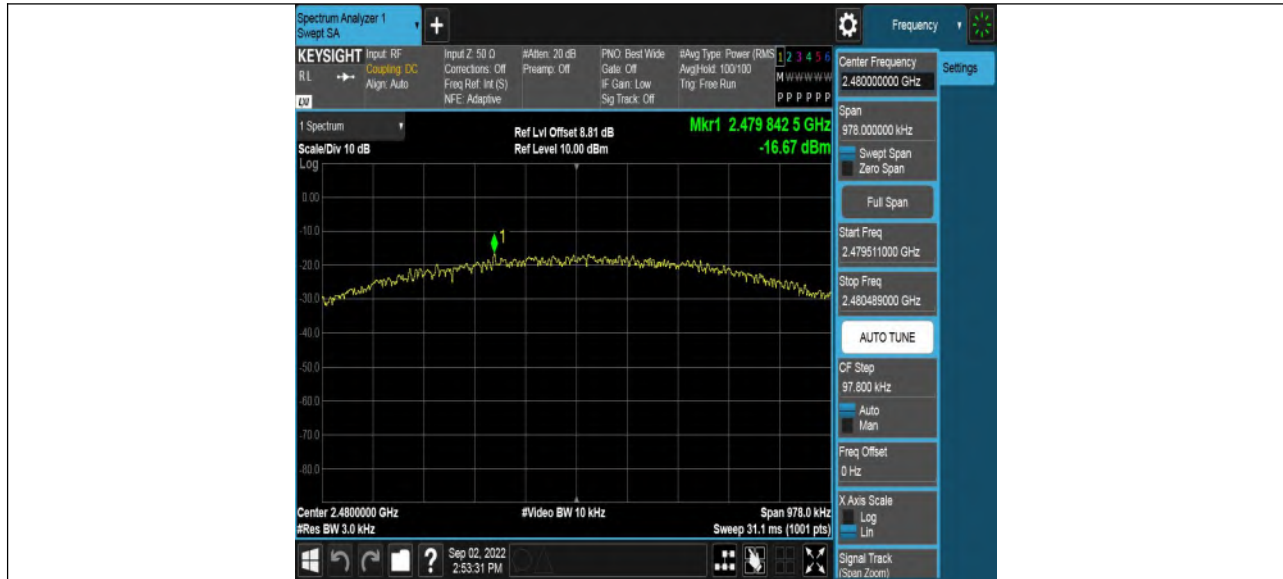 Spectrum Analyzer 1
Swept SA
+
Frequency
KEYSIGHT
RL
LXI
Input: RF
Coupling: DC
Align: Auto
Input Z: 50 Ω
Corrections: Off
Freq Ref: Int (S)
NFE: Adaptive
#Atten: 20 dB
Preamp: Off
PNO: Best Wide
Gate: Off
IF Gain: Low
Sig Track: Off
#Avg Type: Power (RMS
Avg|Hold: 100/100
Trig: Free Run
1 2 3 4 5 6
M W W W W W
P P P P P P
1 Spectrum
Scale/Div 10 dB
Log
Ref Lvl Offset 8.81 dB
Ref Level 10.00 dBm
Mkr1 2.479 842 5 GHz
-16.67 dBm
0.00
-10.0
-20.0
-30.0
-40.0
-50.0
-60.0
-70.0
-80.0
1
Center 2.4800000 GHz
#Res BW 3.0 kHz
#Video BW 10 kHz
Span 978.0 kHz
Sweep 31.1 ms (1001 pts)
Center Frequency
2.480000000 GHz
Settings
Span
978.000000 kHz
Swept Span
Zero Span
Full Span
Start Freq
2.479511000 GHz
Stop Freq
2.480489000 GHz
AUTO TUNE
CF Step
97.800 kHz
Auto
Man
Freq Offset
0 Hz
X Axis Scale
Log
Lin
Signal Track
(Span Zoom)
?
Sep 02, 2022
2:53:31 PM